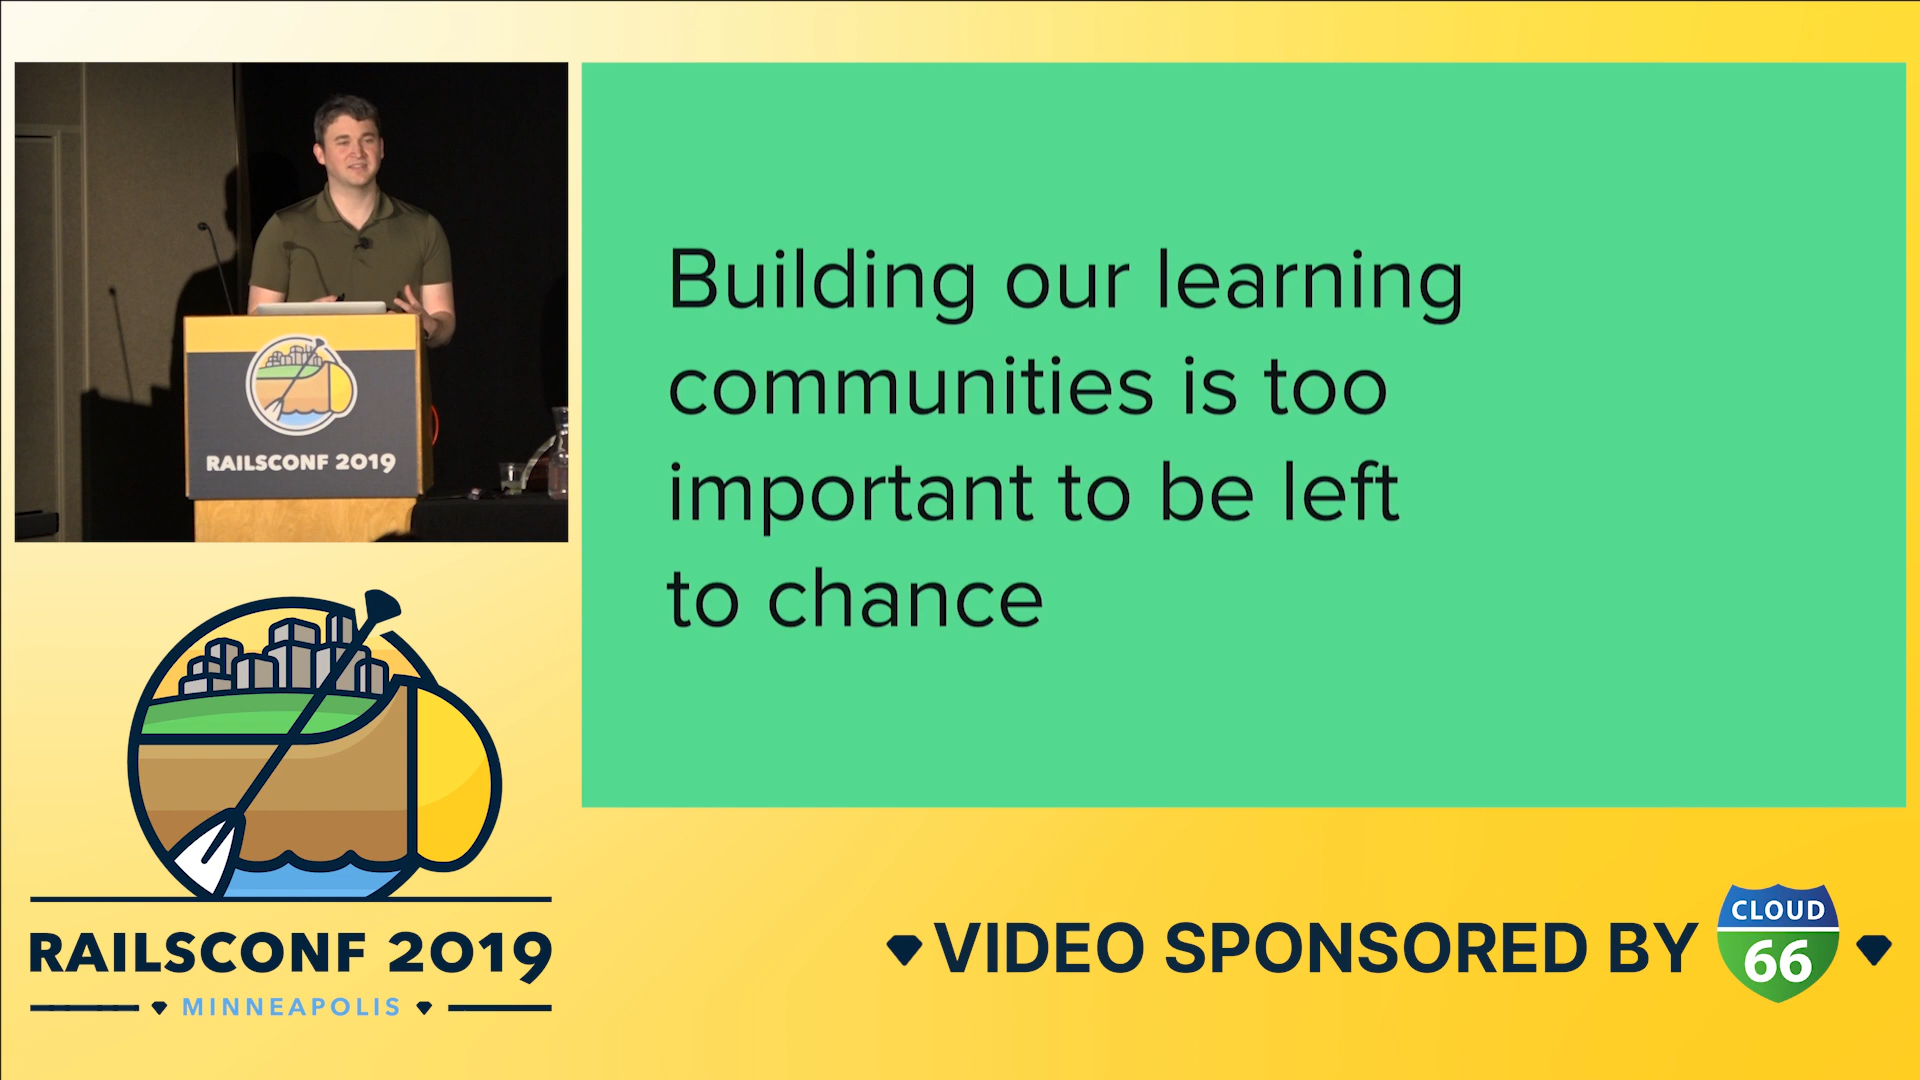 Building our learning
communities is too
important to be left
to chance
RAILSCONF 2019
RAILSCONF 2019
MINNEAPOLIS
VIDEO SPONSORED BY
CLOUD
66